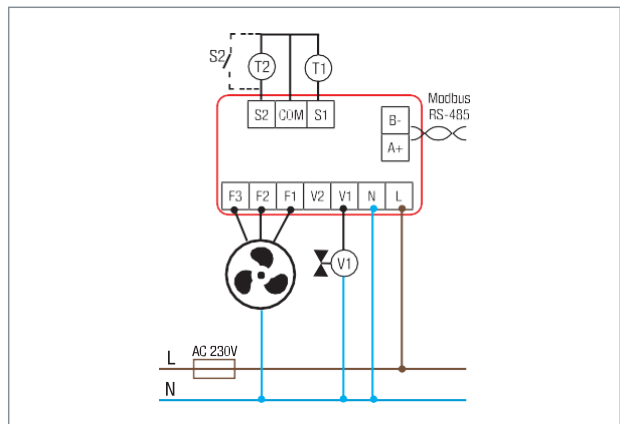 S2
T2
T1
S2 COM S1
Modbus
RS-485
B-
A+
F3 F2 F1 V2 V1 N L
V1
L
AC 230V
N